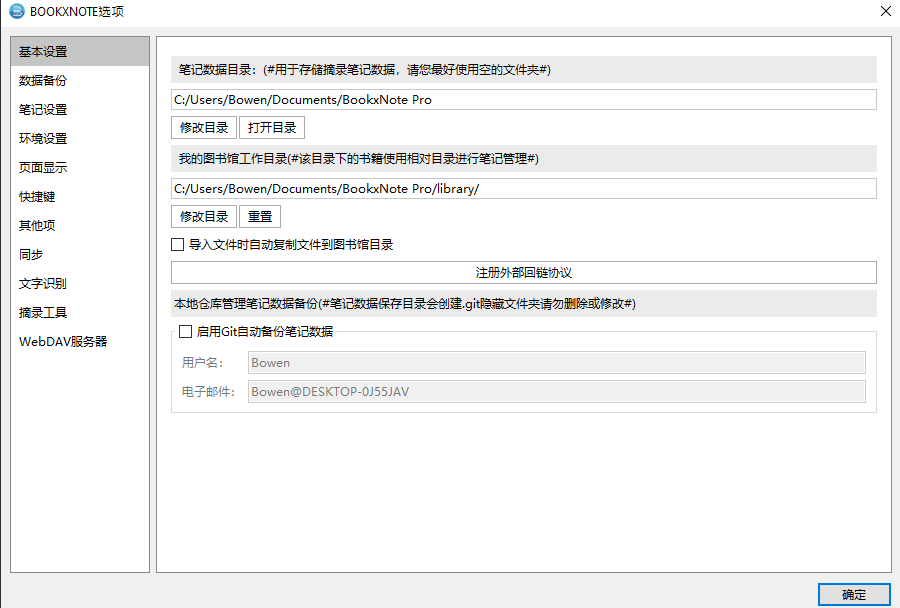 BOOKXNOTE选项
基本设置
数据备份
笔记设置
环境设置
页面显示
快捷键
其他项
同步
文字识别
摘录工具
WebDAV服务器
笔记数据目录：(#用于存储摘录笔记数据，请您最好使用空的文件夹#)
C:/Users/Bowen/Documents/BookxNote Pro
修改目录 打开目录
我的图书馆工作目录(#该目录下的书籍使用相对目录进行笔记管理#)
C:/Users/Bowen/Documents/BookxNote Pro/library/
修改目录 重置
导入文件时自动复制文件到图书馆目录
注册外部回链协议
本地仓库管理笔记数据备份(#笔记数据保存目录会创建.git隐藏文件夹请勿删除或修改#)
启用Git自动备份笔记数据
用户名： Bowen
电子邮件： Bowen@DESKTOP-0J55JAV
确定